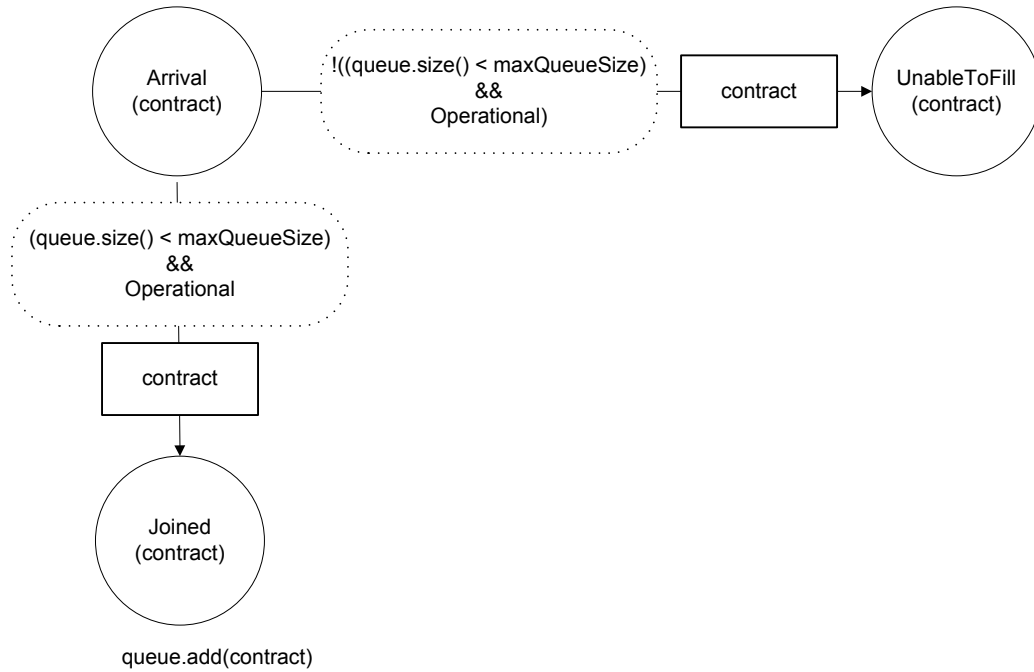 Arrival
(contract)
!((queue.size() < maxQueueSize)
&&
Operational)
contract
UnableToFill
(contract)
(queue.size() < maxQueueSize)
&&
Operational
contract
Joined
(contract)
queue.add(contract)